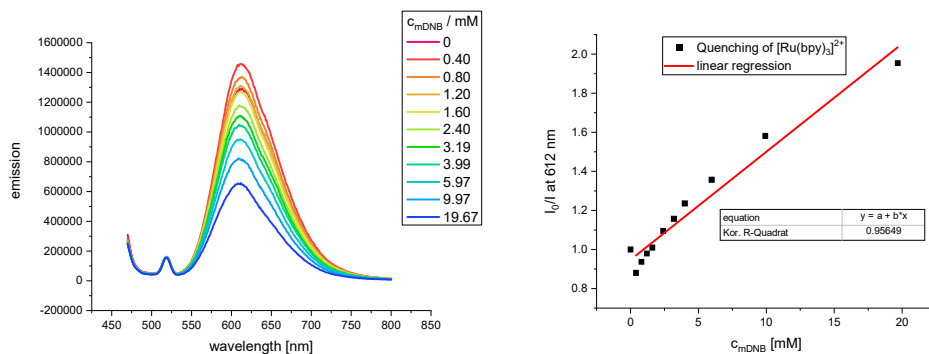 c_mDNB / mM
0
0.40
0.80
1.20
1.60
2.40
3.19
3.99
5.97
9.97
19.67
1600000
1400000
1200000
1000000
800000
600000
400000
200000
0
-200000
emission
450 500 550 600 650 700 750 800 850
wavelength [nm]
2.0
1.8
1.6
1.4
1.2
1.0
0.8
I₀/I at 612 nm
Quenching of [Ru(bpy)₃]²⁺
linear regression
equation y = a + b*x
Kor. R-Quadrat 0.95649
0 5 10 15 20
c_mDNB [mM]